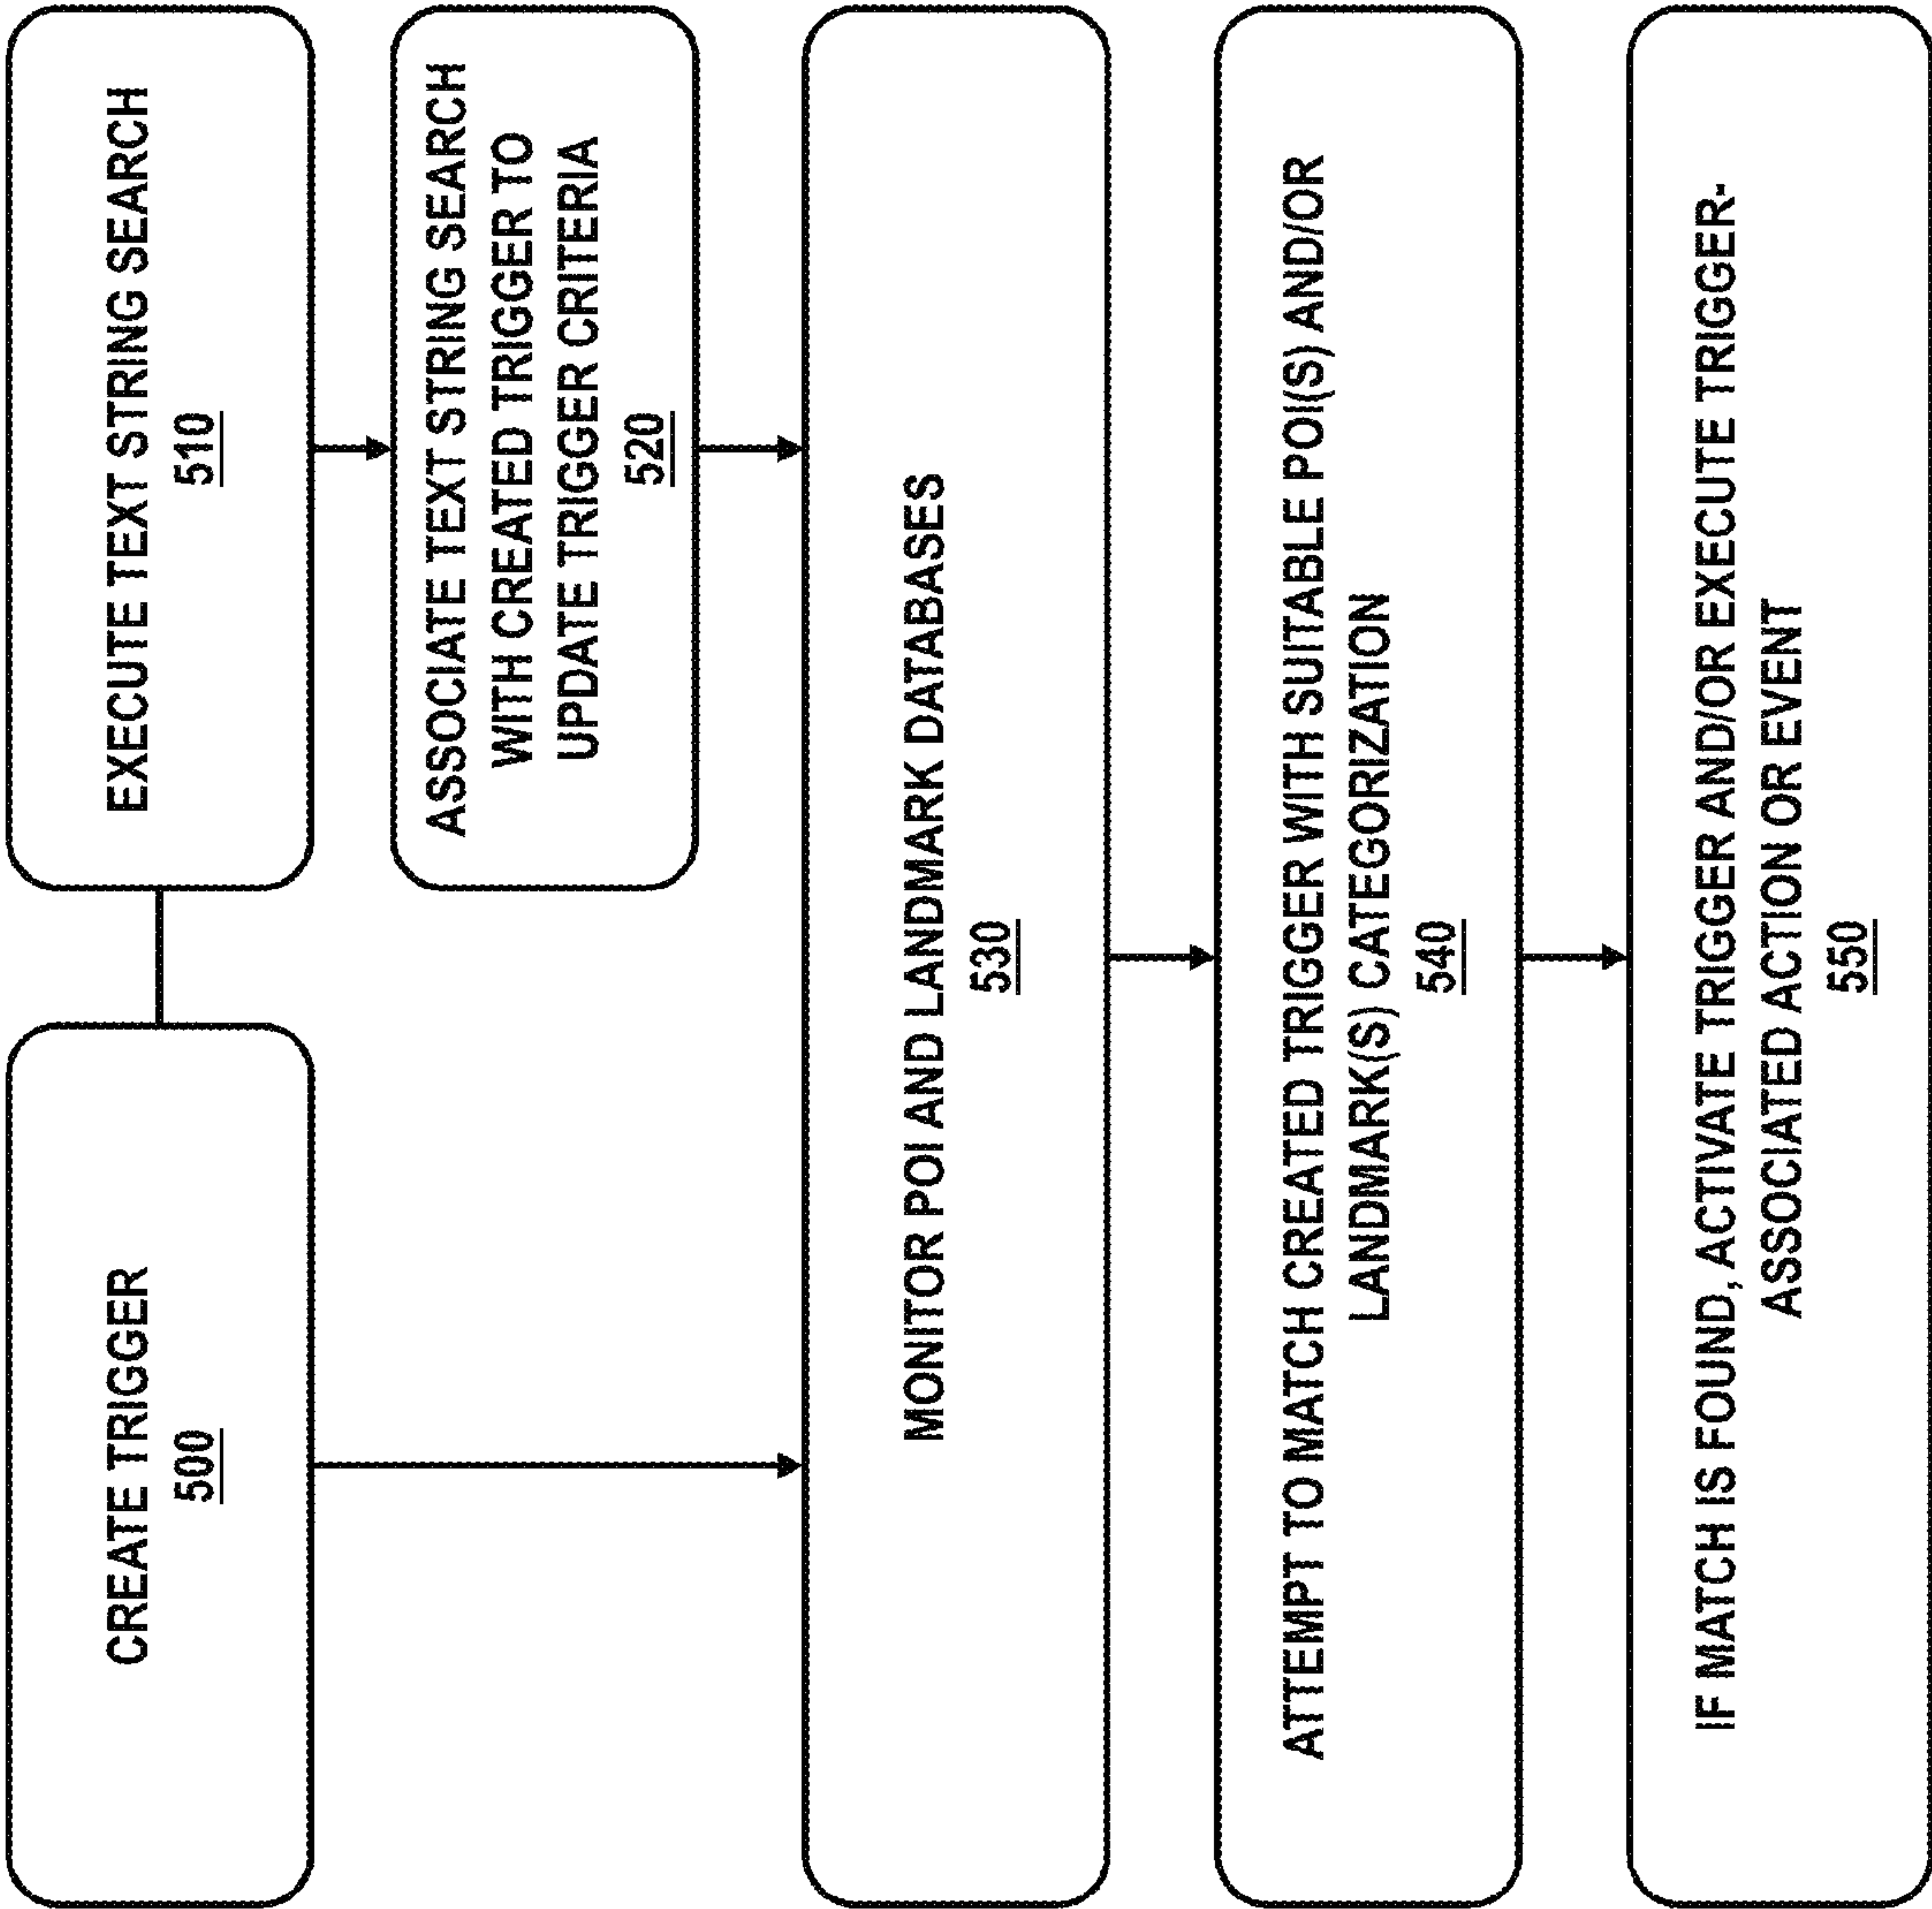 CREATE TRIGGER
500
EXECUTE TEXT STRING SEARCH
510
ASSOCIATE TEXT STRING SEARCH
WITH CREATED TRIGGER TO
UPDATE TRIGGER CRITERIA
520
MONITOR POI AND LANDMARK DATABASES
530
ATTEMPT TO MATCH CREATED TRIGGER WITH SUITABLE POI(S) AND/OR
LANDMARK(S) CATEGORIZATION
540
IF MATCH IS FOUND, ACTIVATE TRIGGER AND/OR EXECUTE TRIGGER-
ASSOCIATED ACTION OR EVENT
550